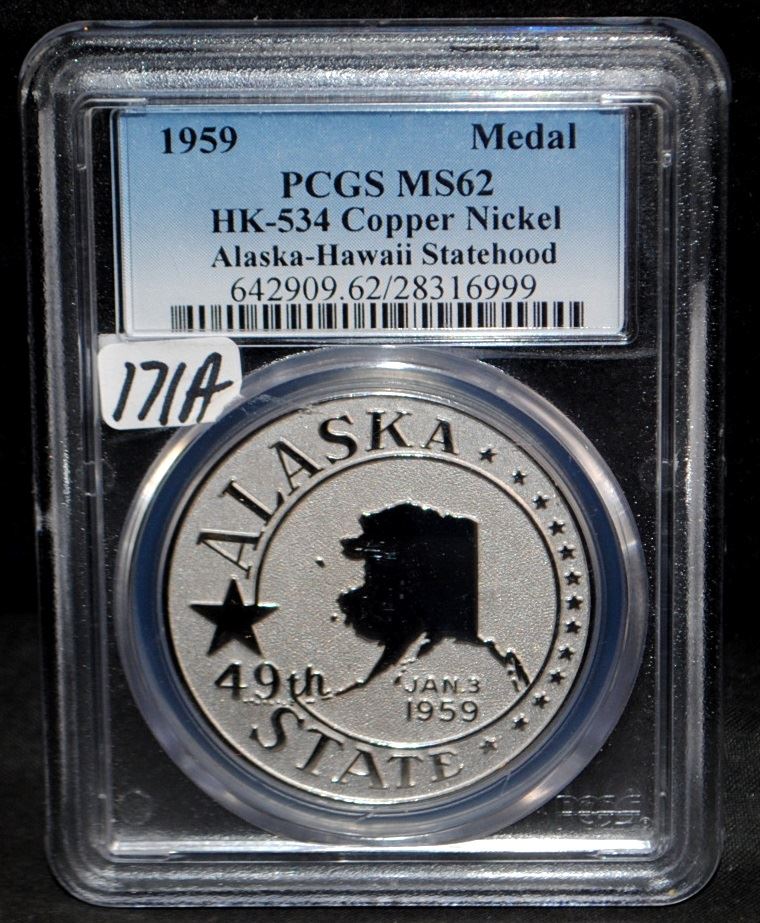 1959 Medal
PCGS MS62
HK-534 Copper Nickel
Alaska-Hawaii Statehood
642909.62/28316999
171A
ALASKA
49th
JAN.3
1959
STATE